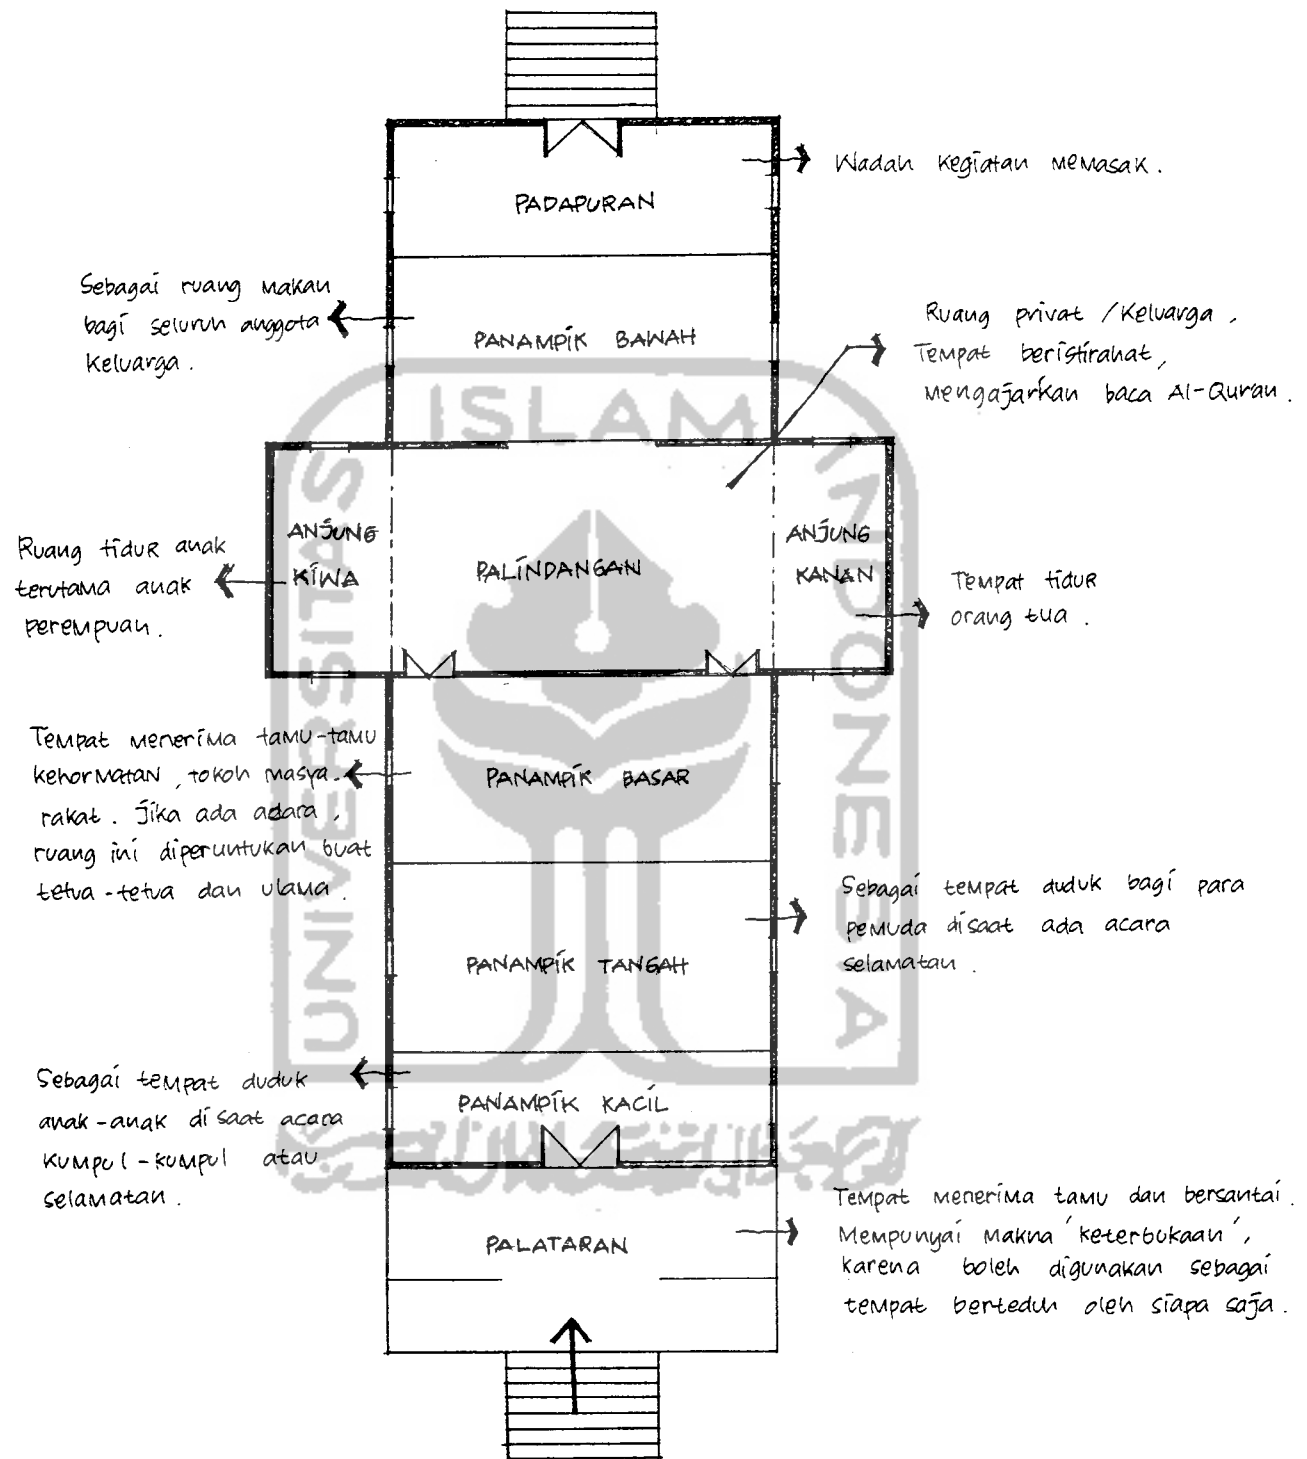 PADAPURAN
Wadah Kegiatan memasak.
Sebagai ruang makan
bagi seluruh anggota
Keluarga.
PANAMPIK BAWAH
Ruang privat / Keluarga,
Tempat beristirahat,
mengajarkan baca Al-Quran.
ANJUNG
KIWA
PALINDANGAN
ANJUNG
KANAN
Ruang tidur anak
terutama anak
perempuan.
Tempat tidur
orang tua.
Tempat menerima tamu-tamu
kehormatan, tokoh masya-
rakat. Jika ada acara,
ruang ini diperuntukan buat
tetua-tetua dan ulama.
PANAMPIK BASAR
Sebagai tempat duduk bagi para
pemuda disaat ada acara
selamatan.
PANAMPIK TANGAH
Sebagai tempat duduk
anak-anak disaat acara
Kumpul-kumpul atau
selamatan.
PANAMPIK KACIL
PALATARAN
Tempat menerima tamu dan bersantai.
Mempunyai makna 'keterbukaan',
karena boleh digunakan sebagai
tempat berteduh oleh siapa saja.
UNIVERSITAS
ISLAM
INDONESIA